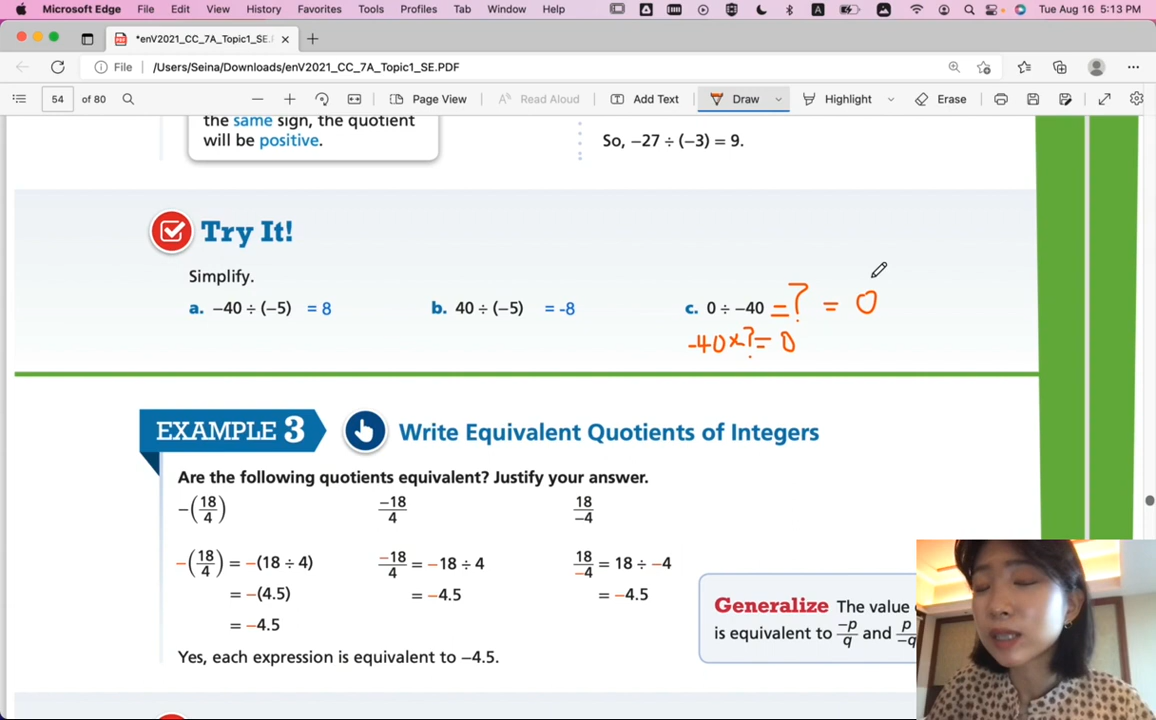 Microsoft Edge File Edit View History Favorites Tools Profiles Tab Window Help A Tue Aug 16 5:13 PM
*enV2021_CC_7A_Topic1_SE.
File /Users/Seina/Downloads/enV2021_CC_7A_Topic1_SE.PDF
54 of 80 Page View Read Aloud Add Text Draw Highlight Erase
the same sign, the quotient
will be positive.
So, −27 ÷ (−3) = 9.
Try It!
Simplify.
a. −40 ÷ (−5) = 8 b. 40 ÷ (−5) = -8 c. 0 ÷ −40 = ? = 0
-40 × ? = 0
EXAMPLE 3 Write Equivalent Quotients of Integers
Are the following quotients equivalent? Justify your answer.
−(18/4) −18/4 18/−4
−(18/4) = −(18 ÷ 4) −18/4 = −18 ÷ 4 18/−4 = 18 ÷ −4
= −(4.5) = −4.5 = −4.5
= −4.5
Yes, each expression is equivalent to −4.5.
Generalize The value
is equivalent to −p/q and p/−q